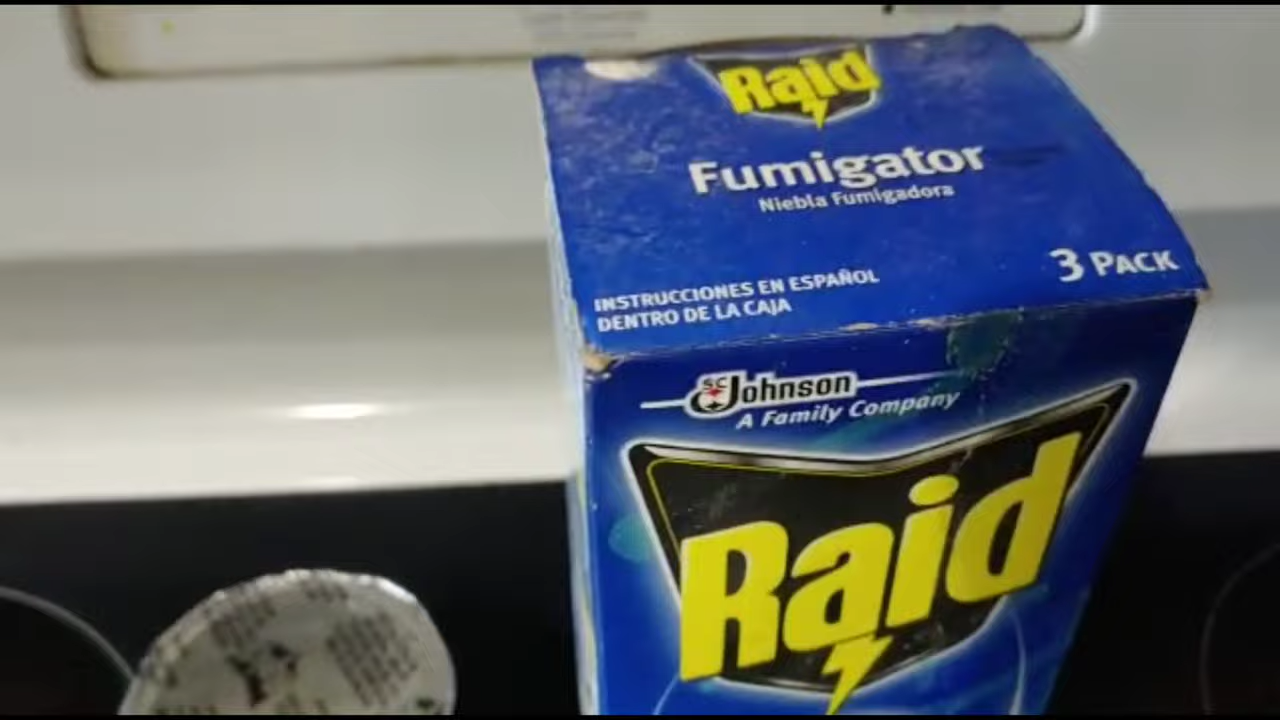 Raid
Fumigator
Niebla Fumigadora
3 PACK
INSTRUCCIONES EN ESPAÑOL
DENTRO DE LA CAJA
SC Johnson
A Family Company
Raid